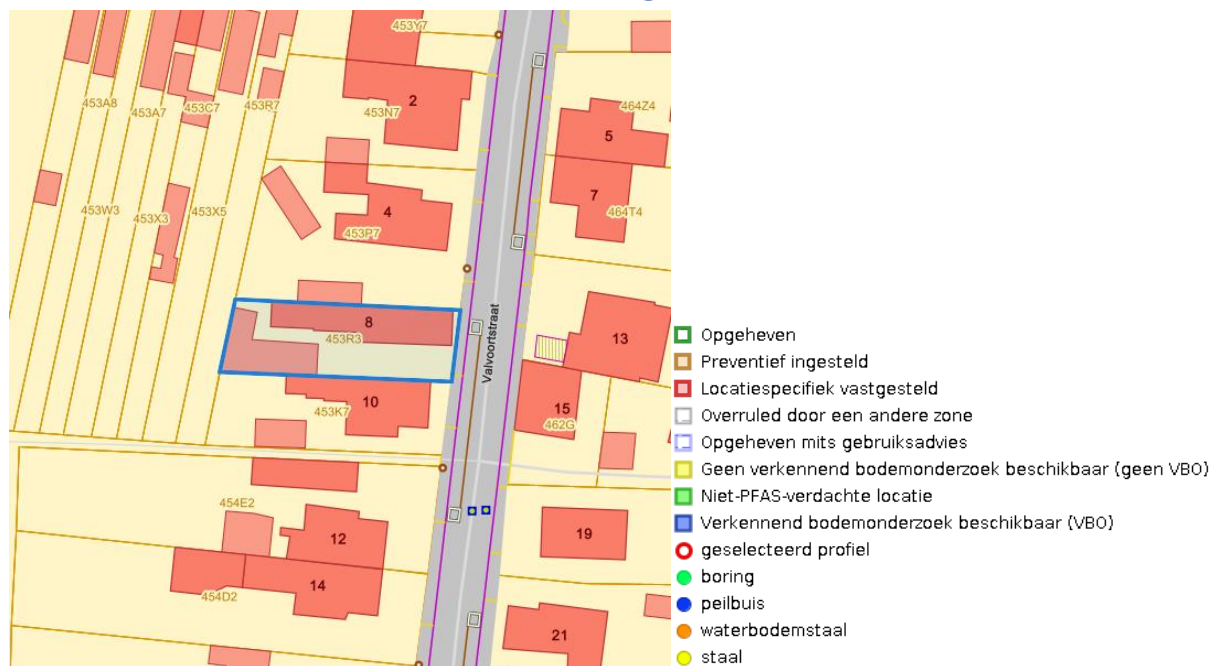 453Y7
453A8
453A7
453C7
453R7
453N7
2
464Z4
5
7
464T4
453W3
453X3
453X5
4
453P7
8
453R3
Valvoortstraat
13
10
453K7
15
462G
454E2
12
19
14
454D2
21
Opgeheven
Preventief ingesteld
Locatiespecifiek vastgesteld
Overruled door een andere zone
Opgeheven mits gebruiksadvies
Geen verkennend bodemonderzoek beschikbaar (geen VBO)
Niet-PFAS-verdachte locatie
Verkennend bodemonderzoek beschikbaar (VBO)
geselecteerd profiel
boring
peilbuis
waterbodemstaal
staal